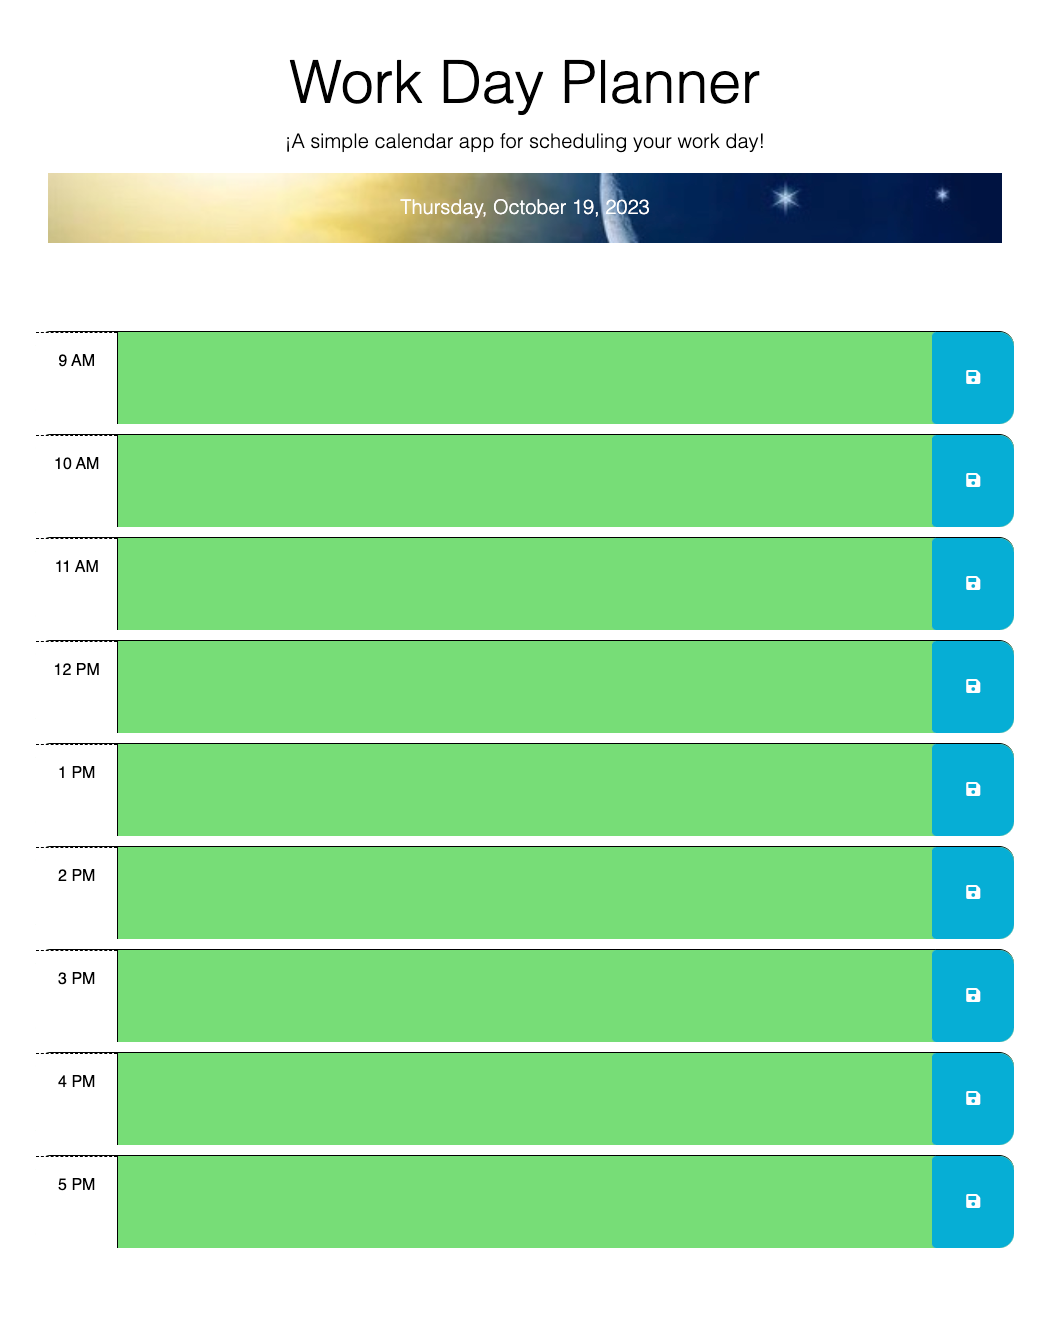 Work Day Planner
¡A simple calendar app for scheduling your work day!
Thursday, October 19, 2023
9 AM
10 AM
11 AM
12 PM
1 PM
2 PM
3 PM
4 PM
5 PM